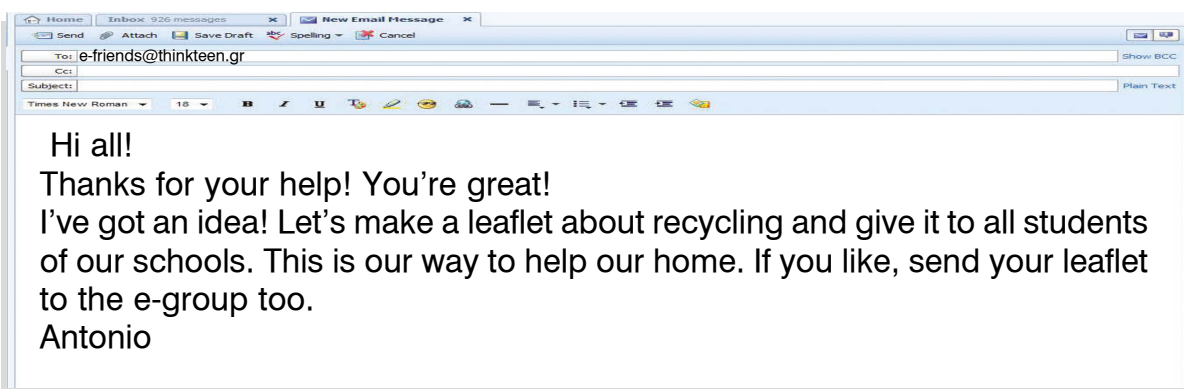 Home Inbox 926 messages x New Email Message x
Send Attach Save Draft abc Spelling Cancel
To: e-friends@thinkteen.gr Show BCC
Cc:
Subject: Plain Text
Times New Roman 18 B I U
Hi all!
Thanks for your help! You're great!
I've got an idea! Let's make a leaflet about recycling and give it to all students
of our schools. This is our way to help our home. If you like, send your leaflet
to the e-group too.
Antonio